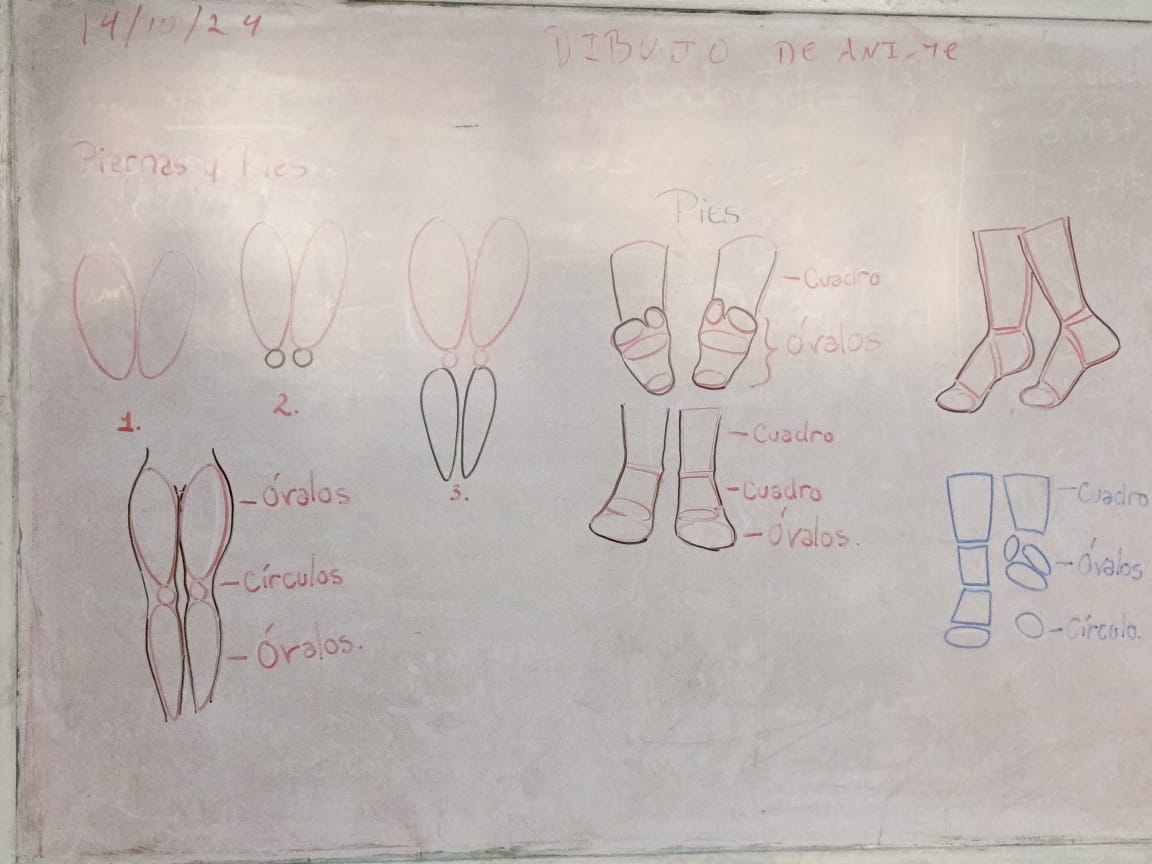 14/10/24
DIBUJO DE ANIME
Piernas y Pies
1.
2.
3.
- Óvalos
- Círculos
- Óvalos.
Pies
- Cuadro
} Óvalos
- Cuadro
- Cuadro
- Óvalos.
- Cuadro
- Óvalos
- Círculo.